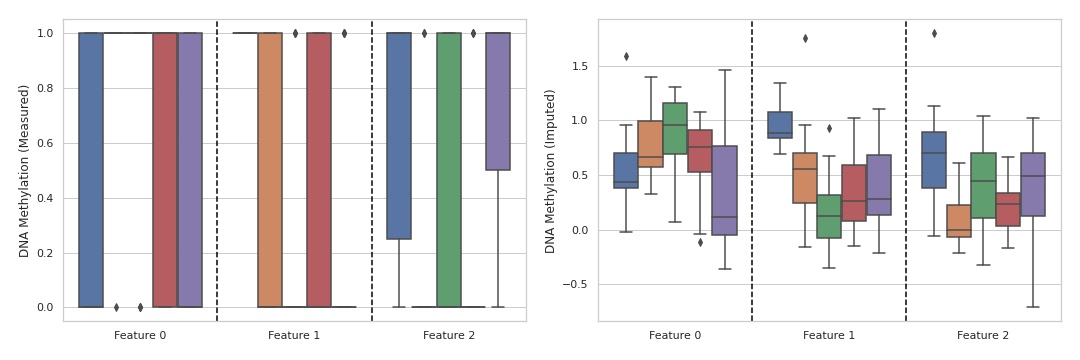 DNA Methylation (Measured)
1.0
0.8
0.6
0.4
0.2
0.0
Feature 0
Feature 1
Feature 2
DNA Methylation (Imputed)
1.5
1.0
0.5
0.0
−0.5
Feature 0
Feature 1
Feature 2